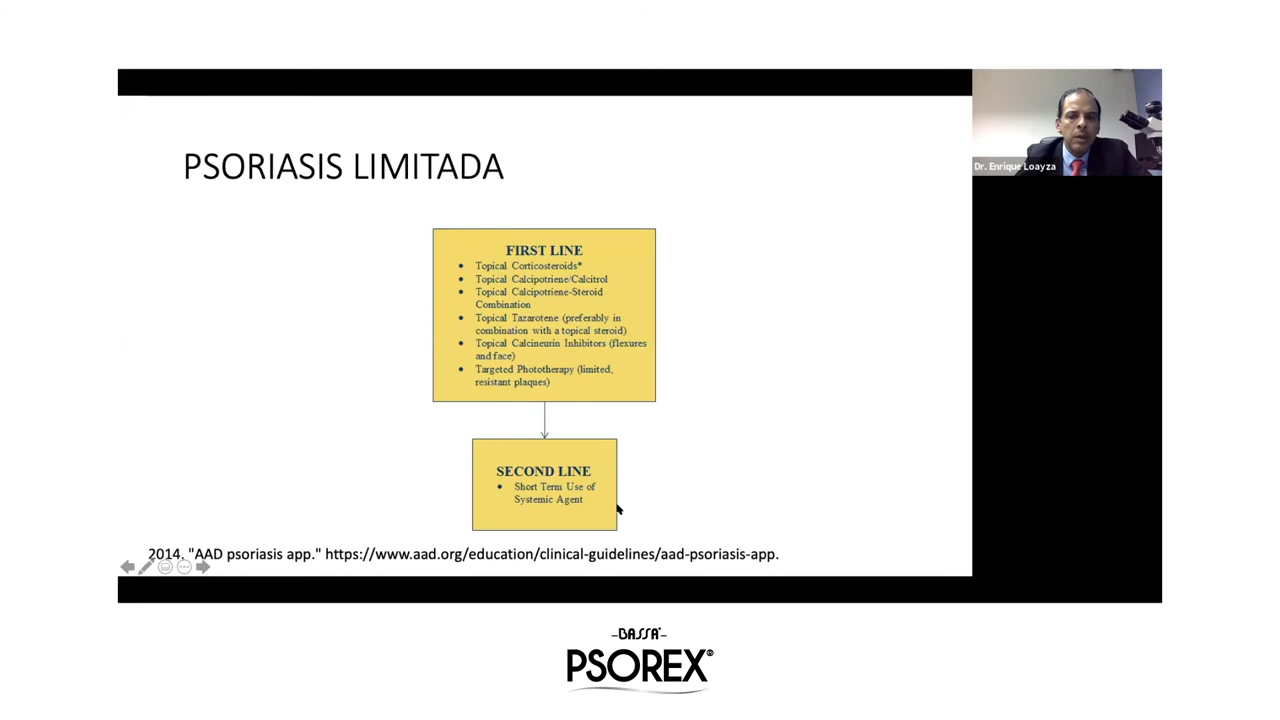 PSORIASIS LIMITADA
Dr. Enrique Loayza
FIRST LINE
• Topical Corticosteroids*
• Topical Calcipotriene/Calcitrol
• Topical Calcipotriene-Steroid
Combination
• Topical Tazarotene (preferably in
combination with a topical steroid)
• Topical Calcineurin Inhibitors (flexures
and face)
• Targeted Phototherapy (limited,
resistant plaques)
SECOND LINE
• Short Term Use of
Systemic Agent
2014. "AAD psoriasis app." https://www.aad.org/education/clinical-guidelines/aad-psoriasis-app.
–BASSA–
PSOREX®